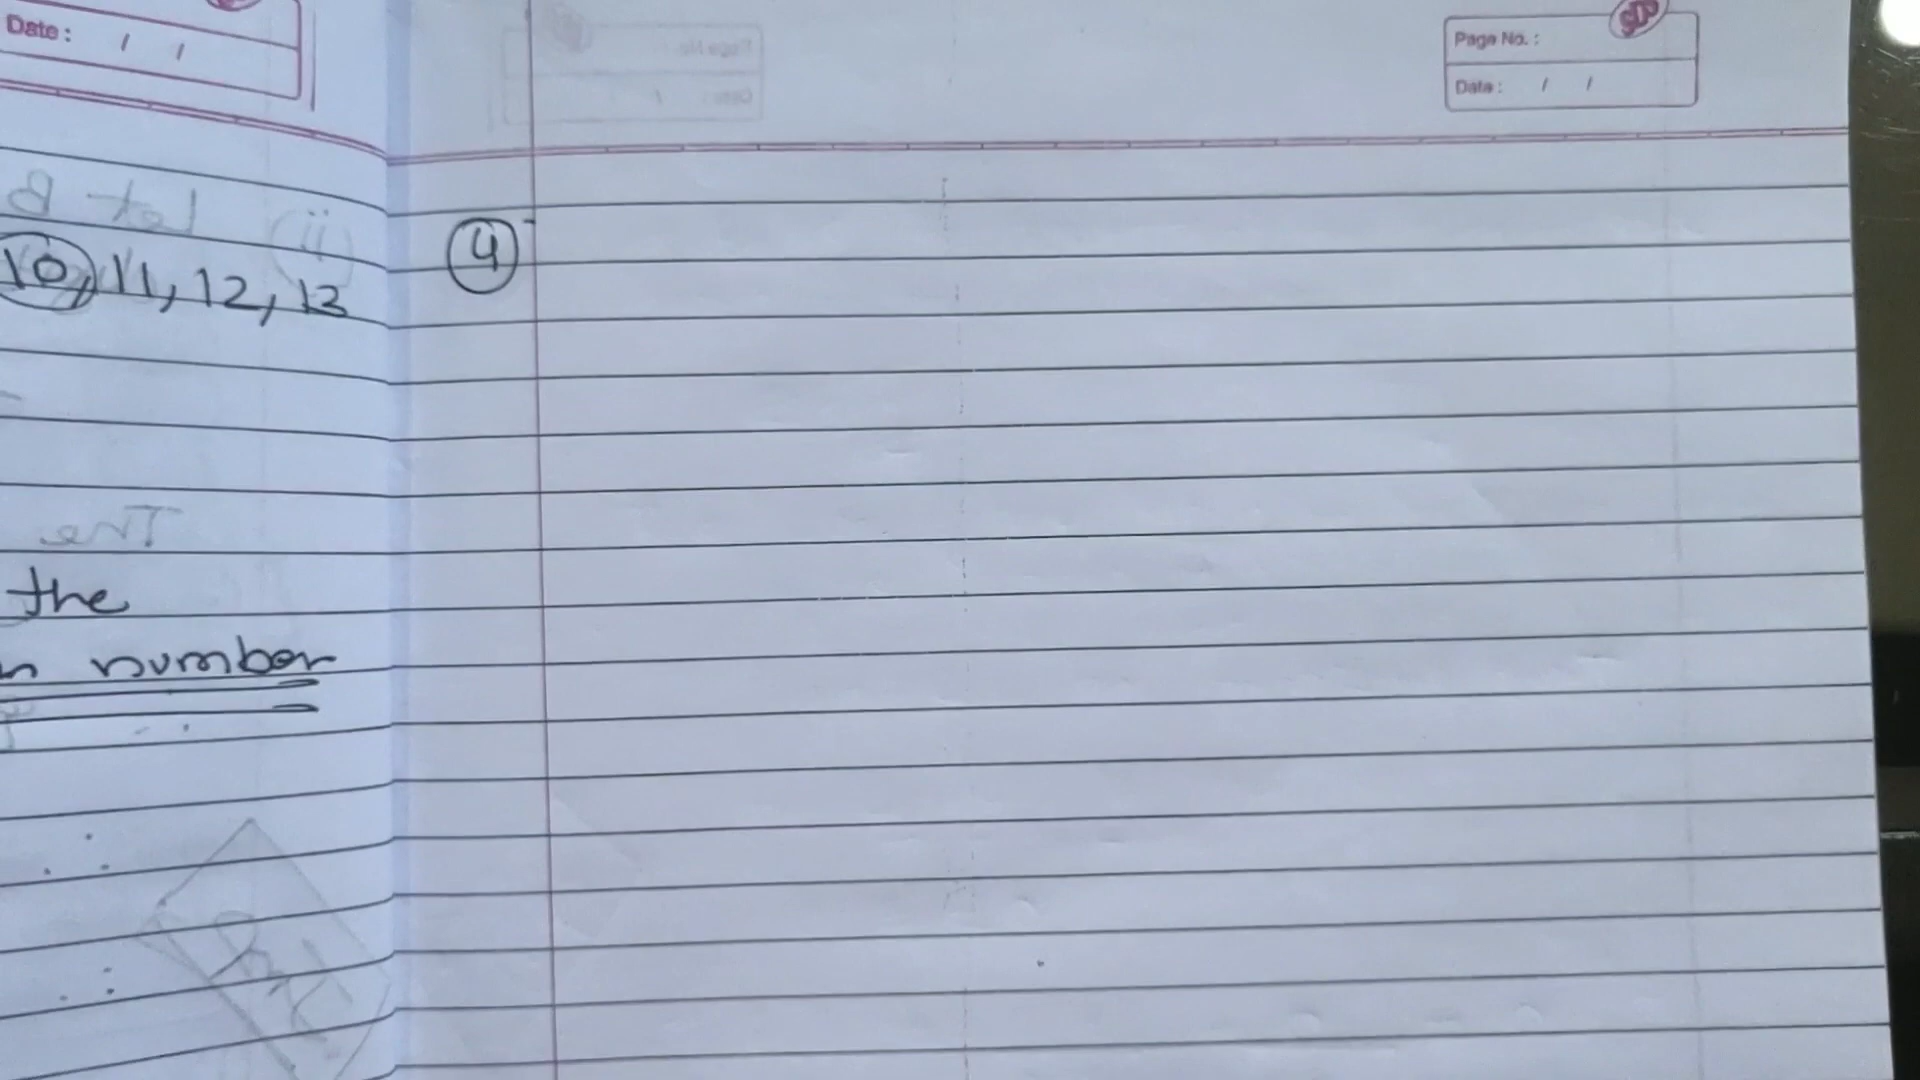 Date : / /
10, 11, 12, 13
the
number
Page No. :
Date : / /
4